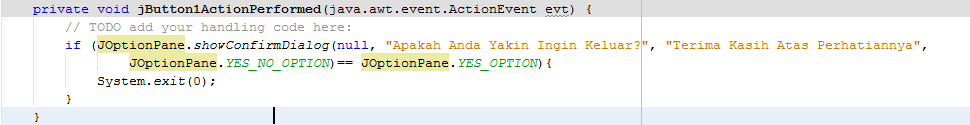 private void jButton1ActionPerformed(java.awt.event.ActionEvent evt) {
// TODO add your handling code here:
if (JOptionPane.showConfirmDialog(null, "Apakah Anda Yakin Ingin Keluar?", "Terima Kasih Atas Perhatiannya",
JOptionPane.YES_NO_OPTION)== JOptionPane.YES_OPTION){
System.exit(0);
}
}